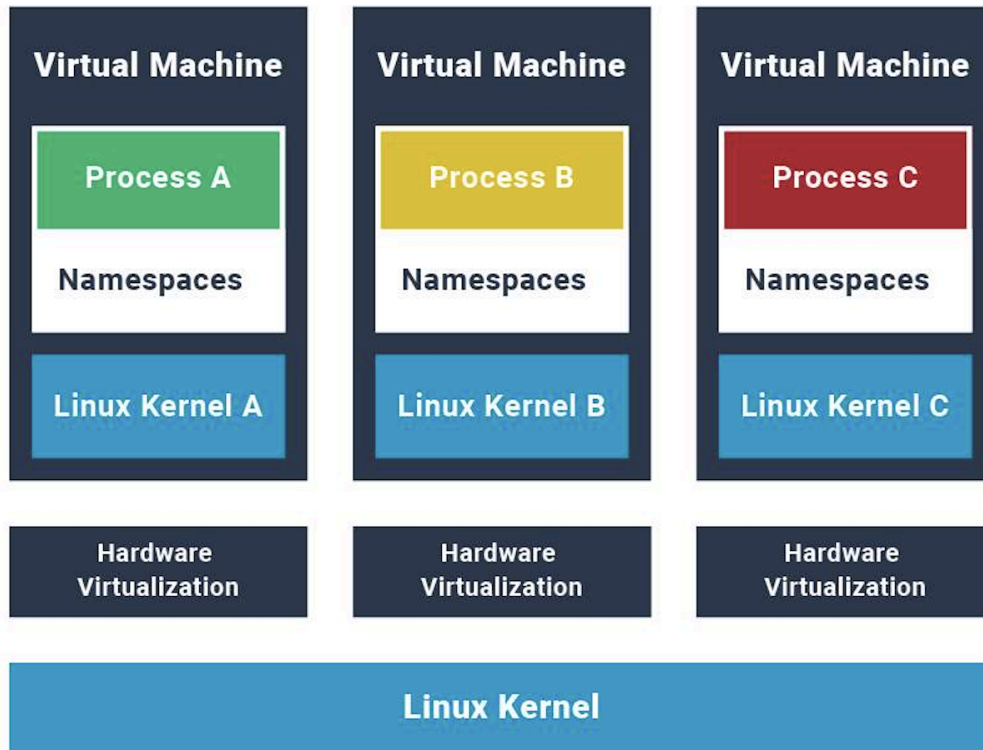 Virtual Machine
Virtual Machine
Virtual Machine
Process A
Process B
Process C
Namespaces
Namespaces
Namespaces
Linux Kernel A
Linux Kernel B
Linux Kernel C
Hardware
Virtualization
Hardware
Virtualization
Hardware
Virtualization
Linux Kernel